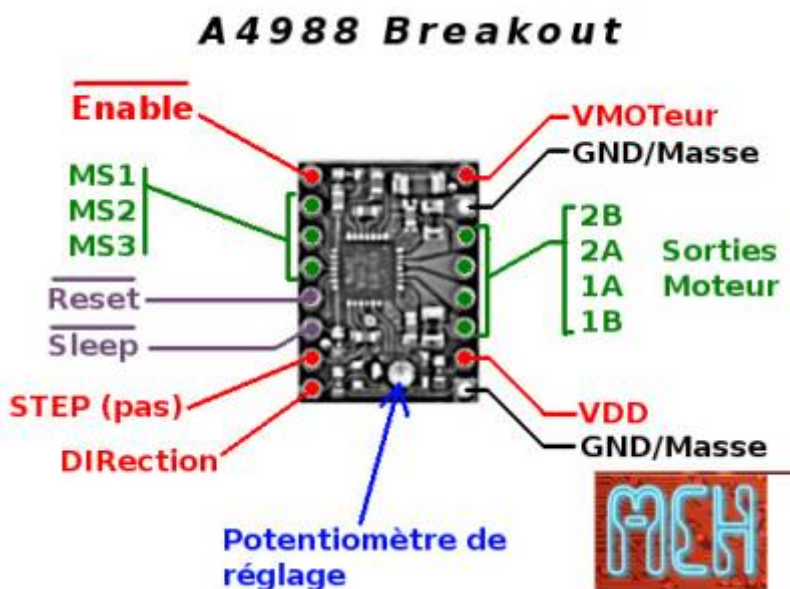 A4988 Breakout
Enable
MS1
MS2
MS3
Reset
Sleep
STEP (pas)
DIRection
VMOTeur
GND/Masse
2B
2A Sorties
1A Moteur
1B
VDD
GND/Masse
Potentiomètre de
réglage
MCH